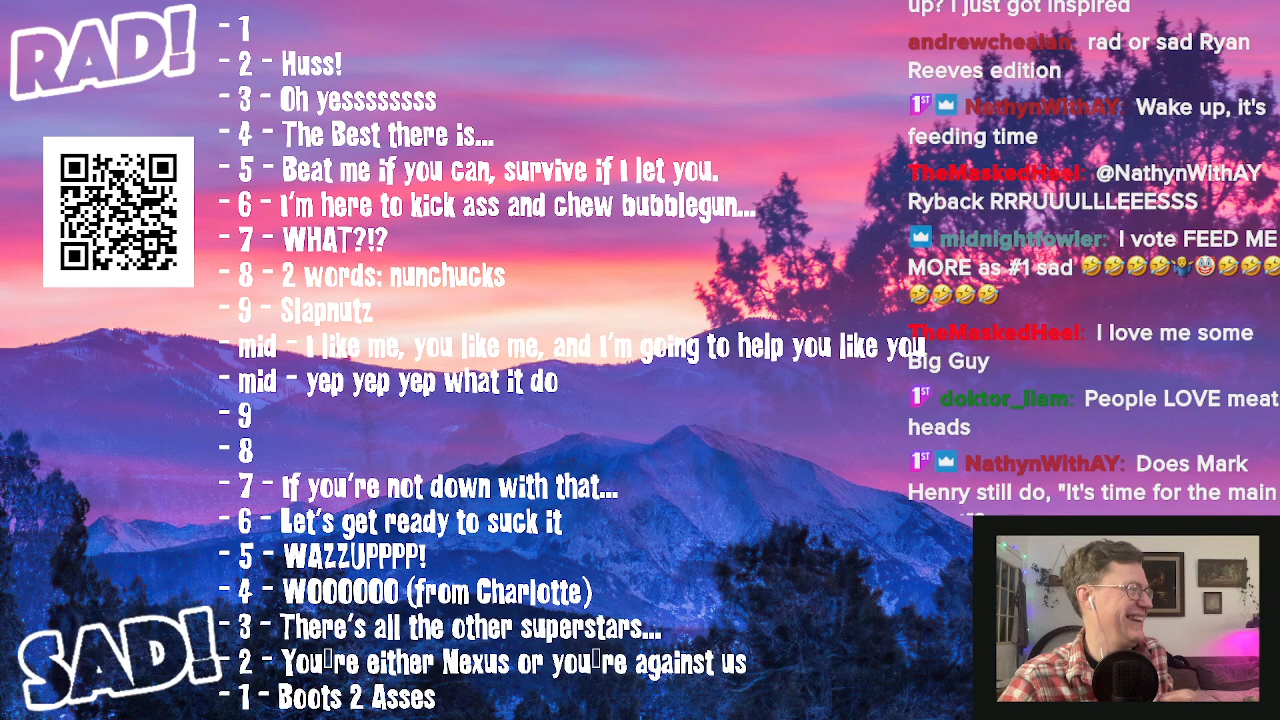 RAD!
- 1
- 2 - Huss!
- 3 - Oh yesssssssss
- 4 - The Best there is...
- 5 - Beat me if you can, survive if I let you.
- 6 - I'm here to kick ass and chew bubblegun...
- 7 - WHAT?!?
- 8 - 2 words: nunchucks
- 9 - Slapnutz
- mid - I like me, you like me, and I'm going to help you like you
- mid - yep yep yep what it do
- 9
- 8
- 7 - If you're not down with that...
- 6 - Let's get ready to suck it
- 5 - WAZZUPPPP!
- 4 - WOOOOOO (from Charlotte)
- 3 - There's all the other superstars...
- 2 - You▯re either Nexus or you▯re against us
- 1 - Boots 2 Asses
SAD!
up? I just got inspired
rad or sad Ryan
Reeves edition
1ST NathynWithAY: Wake up, it's
feeding time
TheMaskedHeel: @NathynWithAY
Ryback RRRUUULLLEEESSS
midnightfowler: I vote FEED ME
MORE as #1 sad 🤣🤣🤣🤣🤷‍♂️🤡🤣🤣🤣
🤣🤣🤣🤣
TheMaskedHeel: I love me some
Big Guy
1ST doktor_liam: People LOVE meat
heads
1ST NathynWithAY: Does Mark
Henry still do, "It's time for the main